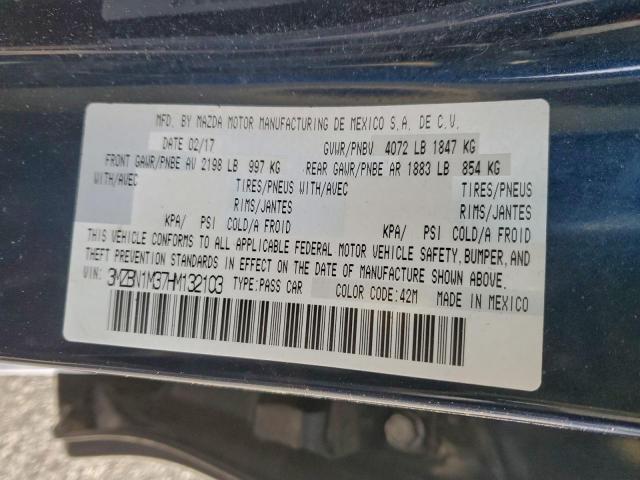 MFD. BY MAZDA MOTOR MANUFACTURING DE MEXICO S.A. DE C.V.
DATE 02/17 GVWR/PNBV 4072 LB 1847 KG
FRONT GAWR/PNBE AV 2198 LB 997 KG REAR GAWR/PNBE AR 1883 LB 854 KG
WITH/AVEC TIRES/PNEUS WITH/AVEC TIRES/PNEUS
RIMS/JANTES RIMS/JANTES
KPA/ PSI COLD/A FROID KPA/ PSI COLD/A FROID
THIS VEHICLE CONFORMS TO ALL APPLICABLE FEDERAL MOTOR VEHICLE SAFETY, BUMPER, AND
THEFT PREVENTION STANDARDS IN EFFECT ON THE DATE OF MANUFACTURE SHOWN ABOVE.
VIN: 3MZBN1M37HM132103 TYPE:PASS CAR COLOR CODE:42M MADE IN MEXICO